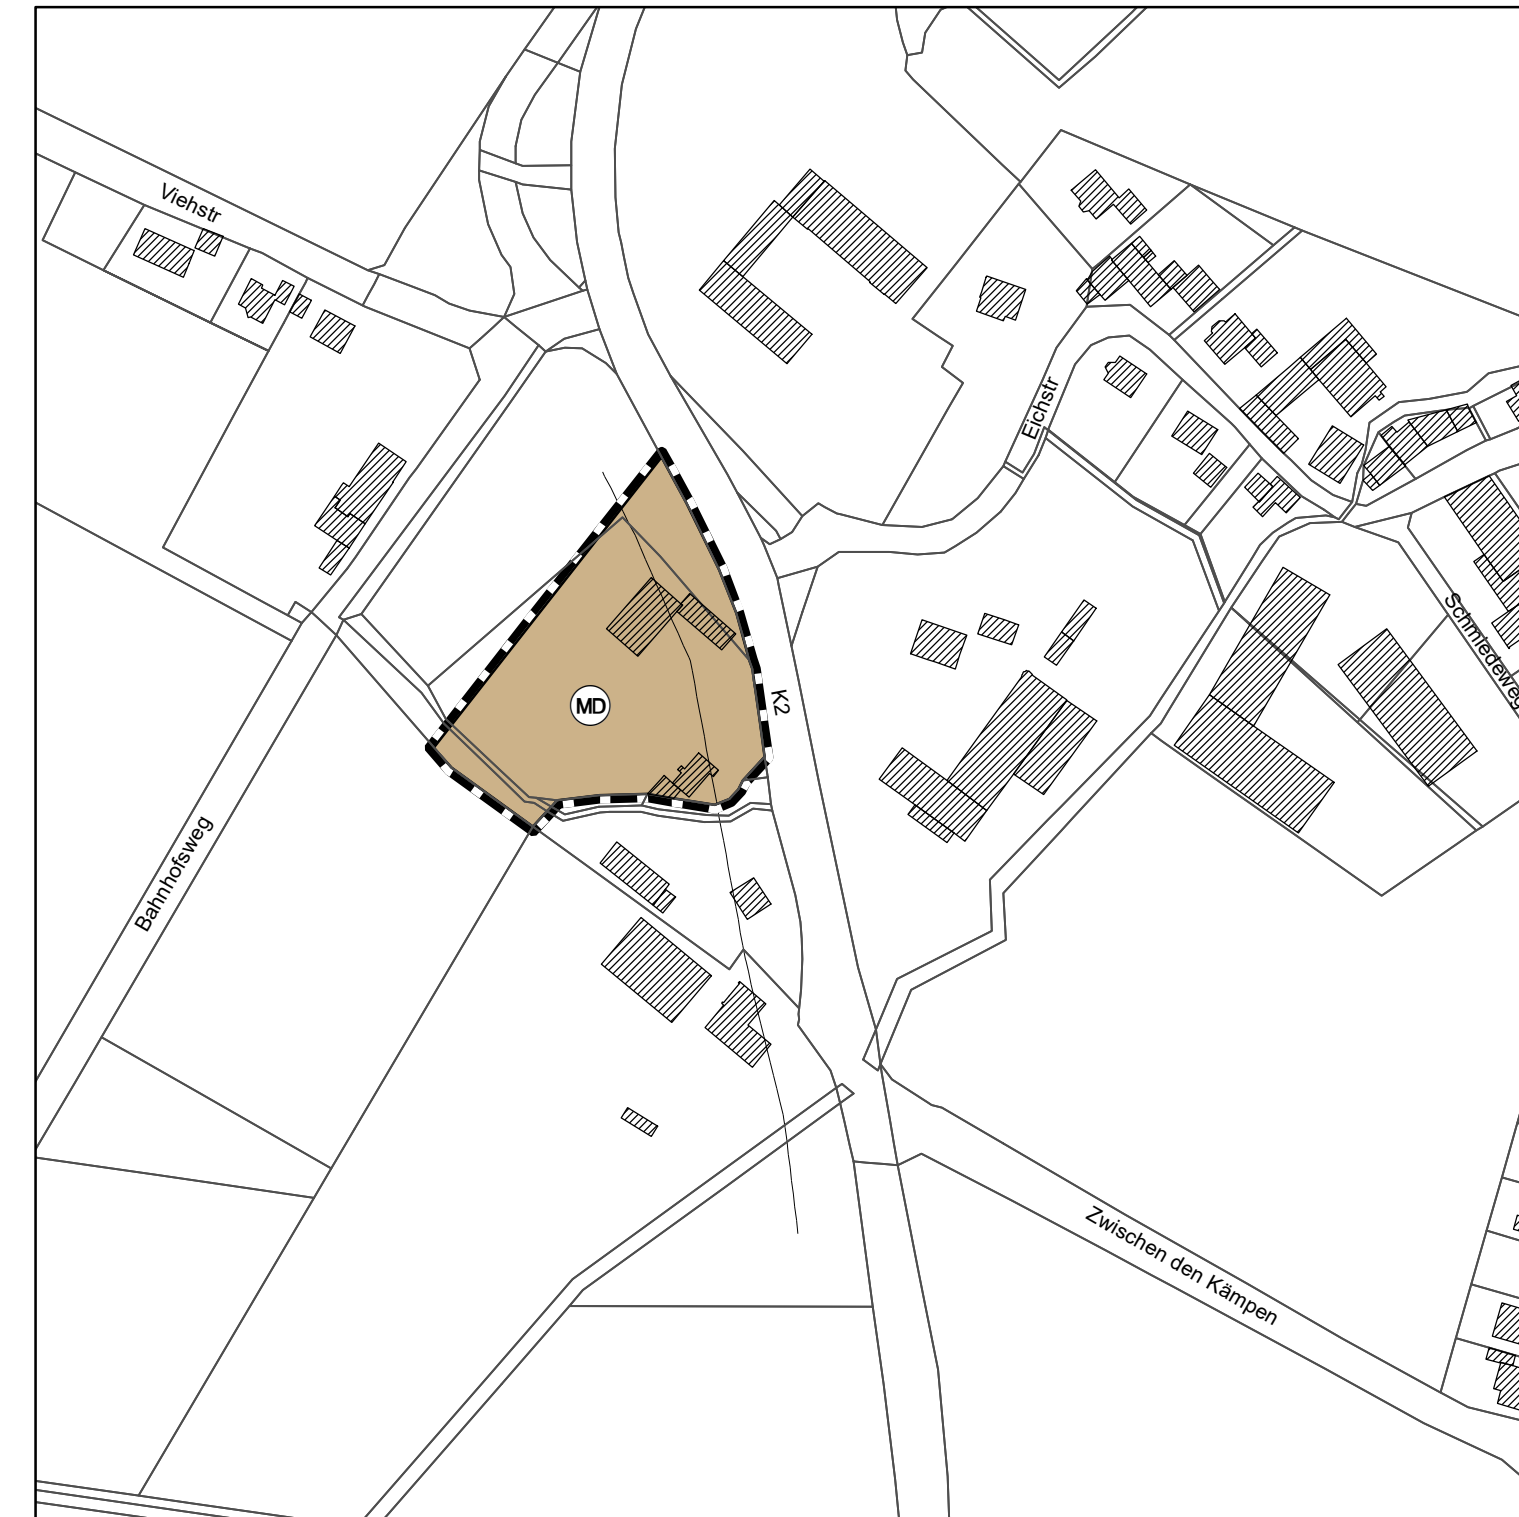 Viehstr
Eichstr
Schmiedeweg
K2
MD
Bahnhofsweg
Zwischen den Kämpen